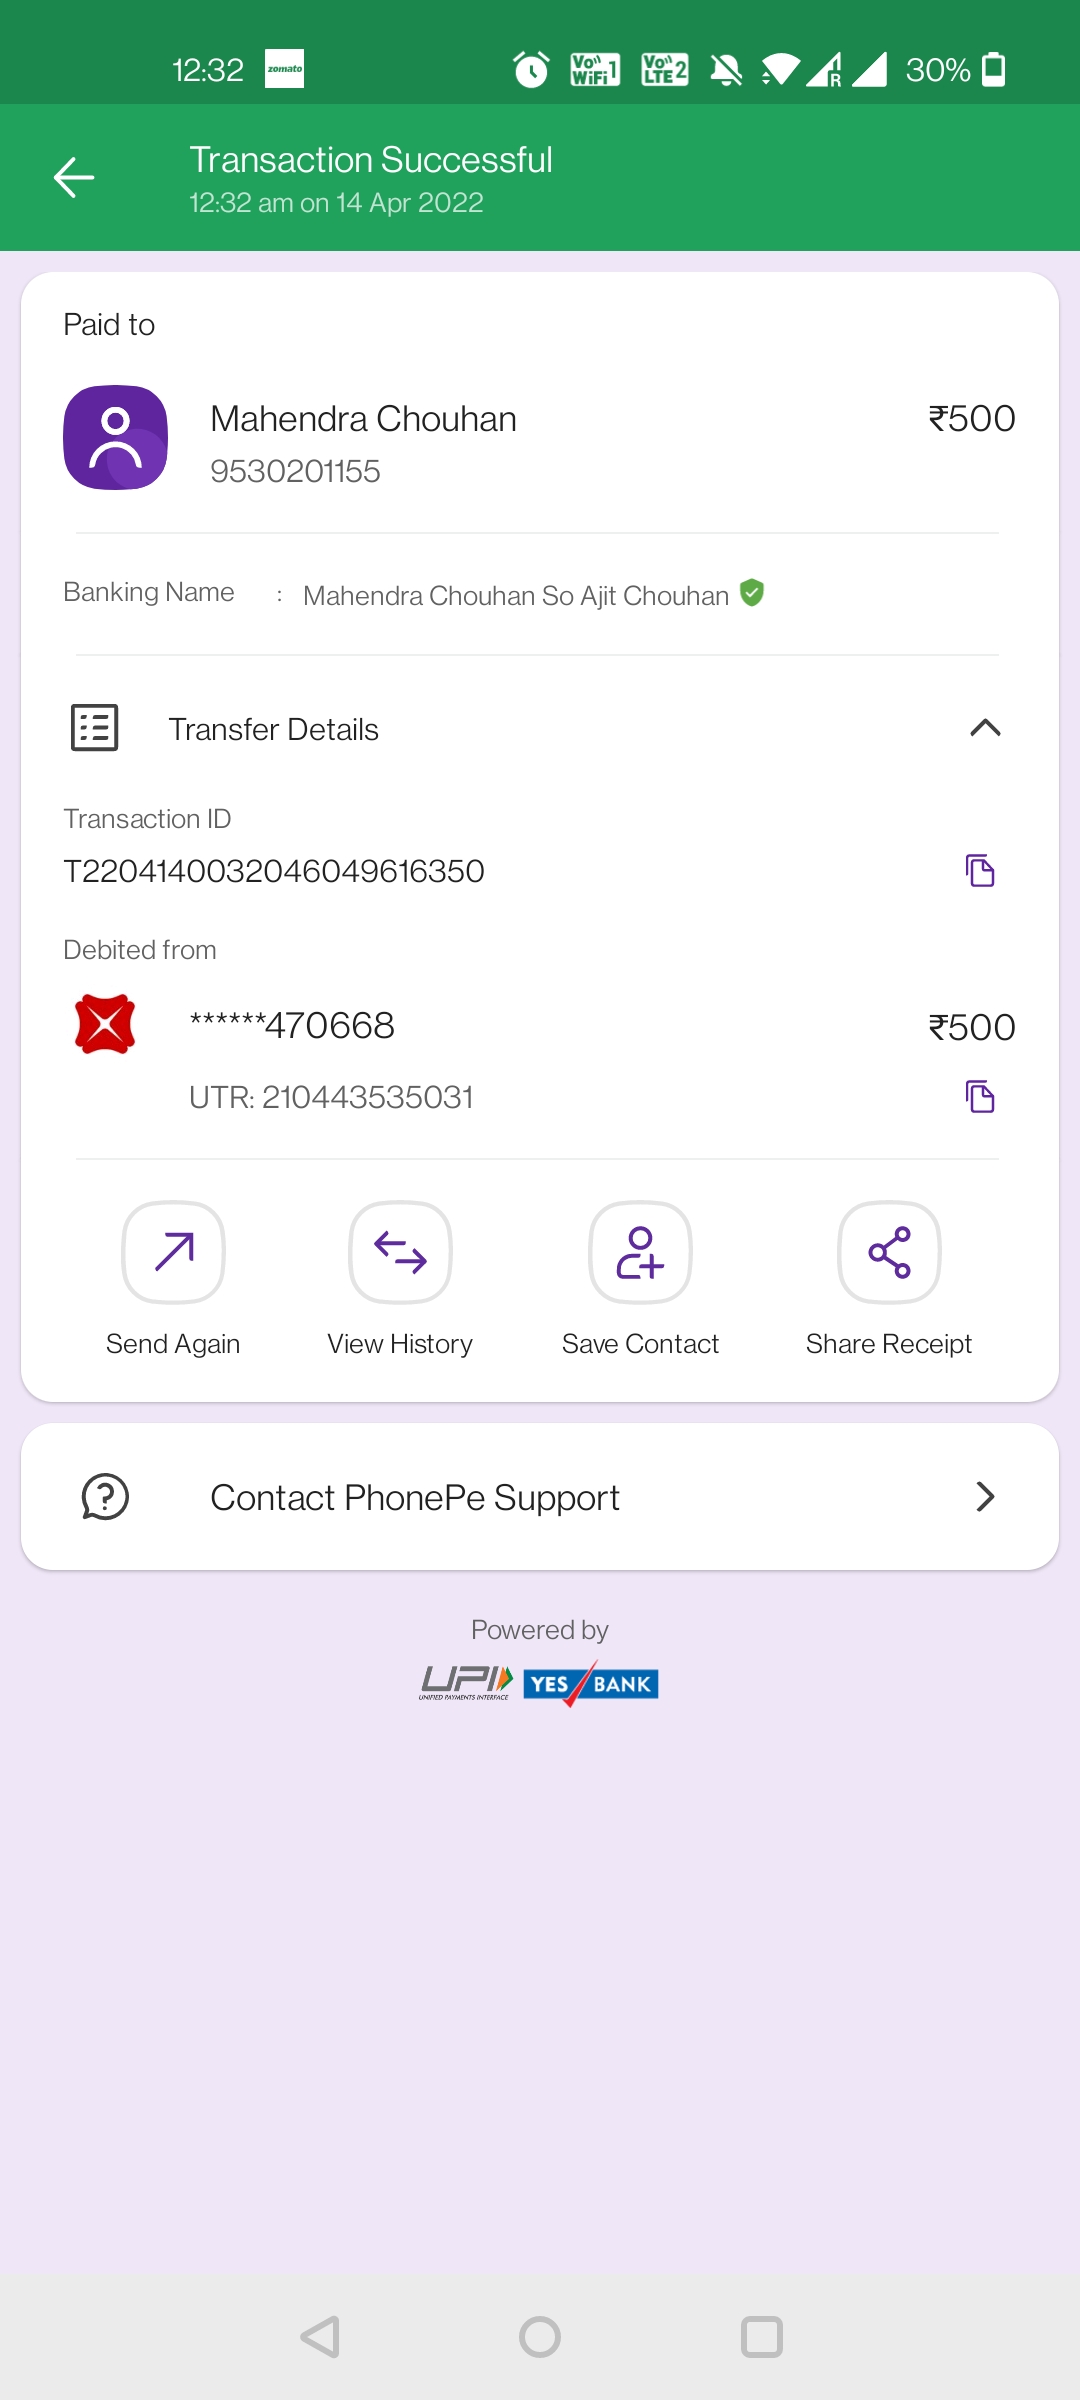 12:32 zomato Vo WiFi 1 Vo LTE 2 R 30%
Transaction Successful
12:32 am on 14 Apr 2022
Paid to
Mahendra Chouhan ₹500
9530201155
Banking Name : Mahendra Chouhan So Ajit Chouhan
Transfer Details
Transaction ID
T2204140032046049616350
Debited from
******470668 ₹500
UTR: 210443535031
Send Again View History Save Contact Share Receipt
Contact PhonePe Support
Powered by
UPI YES BANK
UNIFIED PAYMENTS INTERFACE